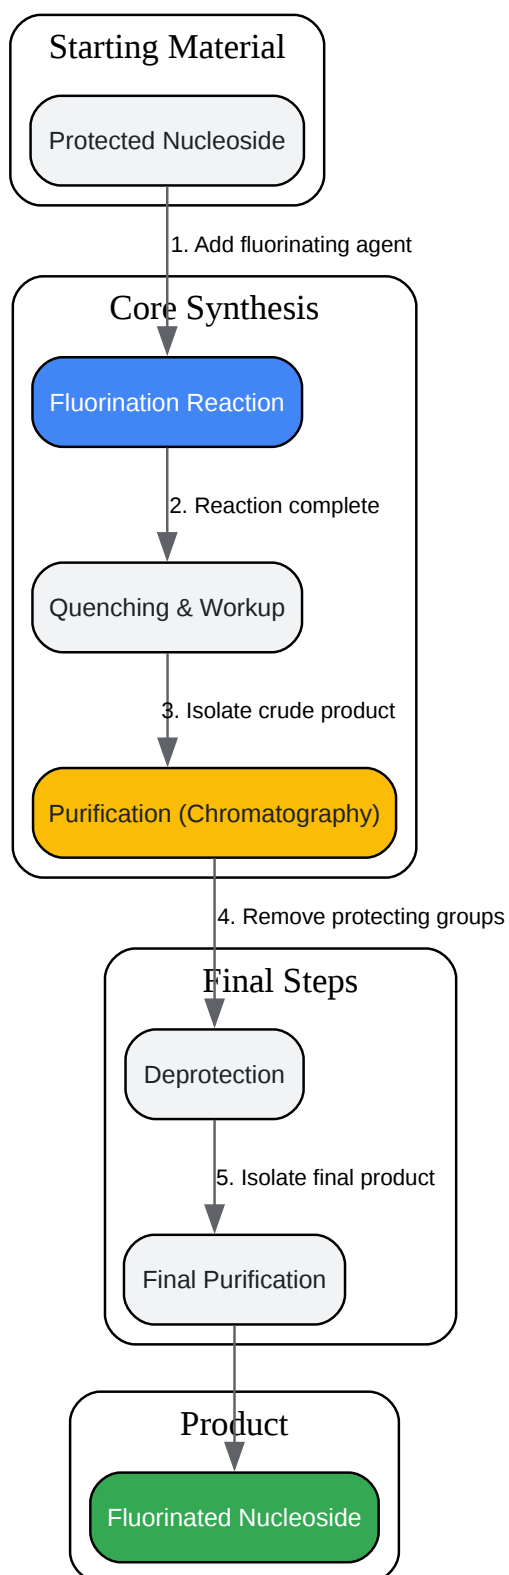 Starting Material
Protected Nucleoside
1. Add fluorinating agent
Core Synthesis
Fluorination Reaction
2. Reaction complete
Quenching & Workup
3. Isolate crude product
Purification (Chromatography)
4. Remove protecting groups
Final Steps
Deprotection
5. Isolate final product
Final Purification
Product
Fluorinated Nucleoside